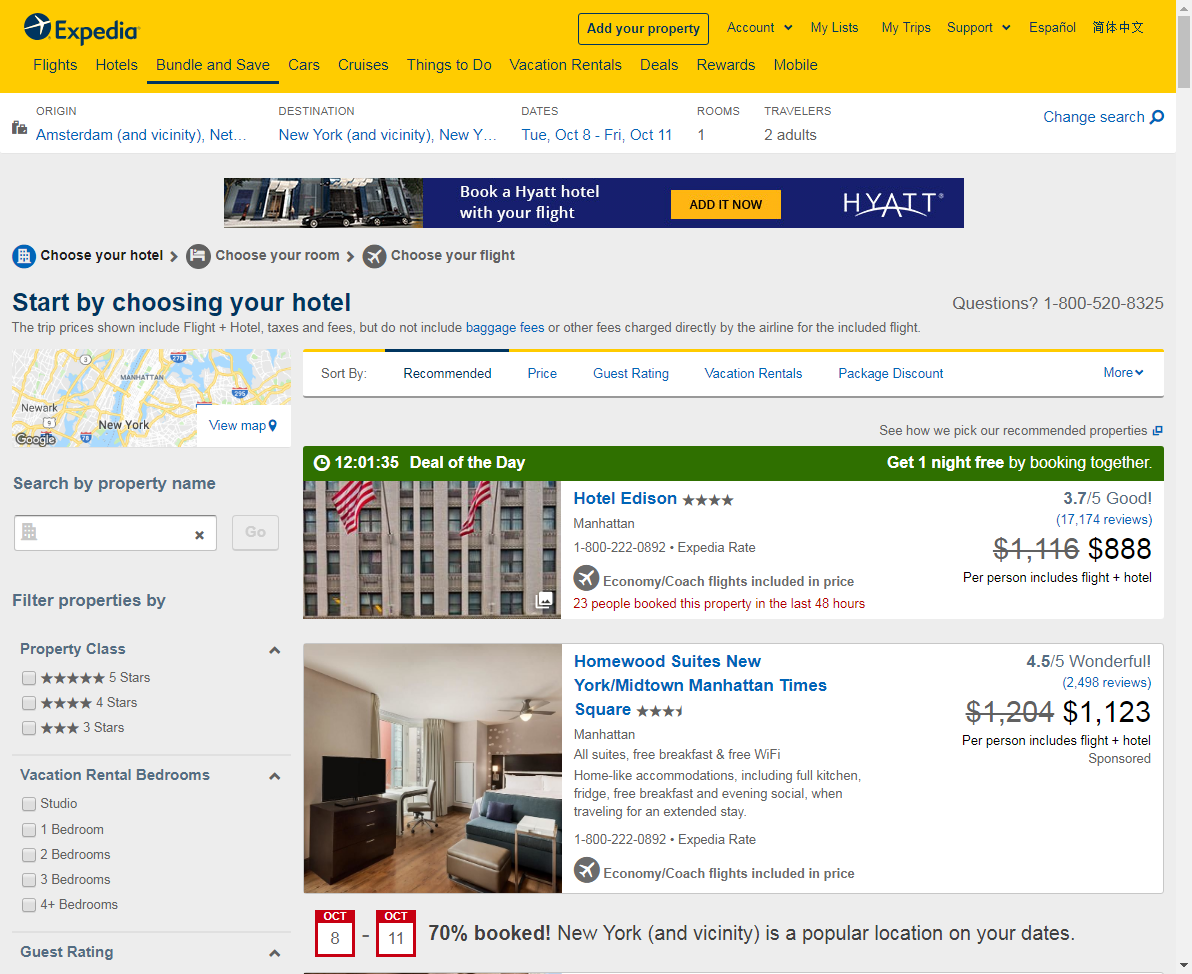 Expedia
Add your property
Account
My Lists
My Trips
Support
Español
简体中文
Flights
Hotels
Bundle and Save
Cars
Cruises
Things to Do
Vacation Rentals
Deals
Rewards
Mobile
ORIGIN
Amsterdam (and vicinity), Net...
DESTINATION
New York (and vicinity), New Y...
DATES
Tue, Oct 8 - Fri, Oct 11
ROOMS
1
TRAVELERS
2 adults
Change search
Book a Hyatt hotel
with your flight
ADD IT NOW
HYATT®
Choose your hotel
Choose your room
Choose your flight
Start by choosing your hotel
Questions? 1-800-520-8325
The trip prices shown include Flight + Hotel, taxes and fees, but do not include baggage fees or other fees charged directly by the airline for the included flight.
3
278
MANHATTAN
295
Newark
9
New York
78
Google
View map
Sort By:
Recommended
Price
Guest Rating
Vacation Rentals
Package Discount
More
See how we pick our recommended properties
Search by property name
Go
Filter properties by
Property Class
5 Stars
4 Stars
3 Stars
Vacation Rental Bedrooms
Studio
1 Bedroom
2 Bedrooms
3 Bedrooms
4+ Bedrooms
Guest Rating
12:01:35 Deal of the Day
Get 1 night free by booking together.
Hotel Edison
Manhattan
1-800-222-0892 • Expedia Rate
Economy/Coach flights included in price
23 people booked this property in the last 48 hours
3.7/5 Good!
(17,174 reviews)
$1,116 $888
Per person includes flight + hotel
Homewood Suites New
York/Midtown Manhattan Times
Square
Manhattan
All suites, free breakfast & free WiFi
Home-like accommodations, including full kitchen,
fridge, free breakfast and evening social, when
traveling for an extended stay.
1-800-222-0892 • Expedia Rate
Economy/Coach flights included in price
4.5/5 Wonderful!
(2,498 reviews)
$1,204 $1,123
Per person includes flight + hotel
Sponsored
OCT
8
-
OCT
11
70% booked! New York (and vicinity) is a popular location on your dates.